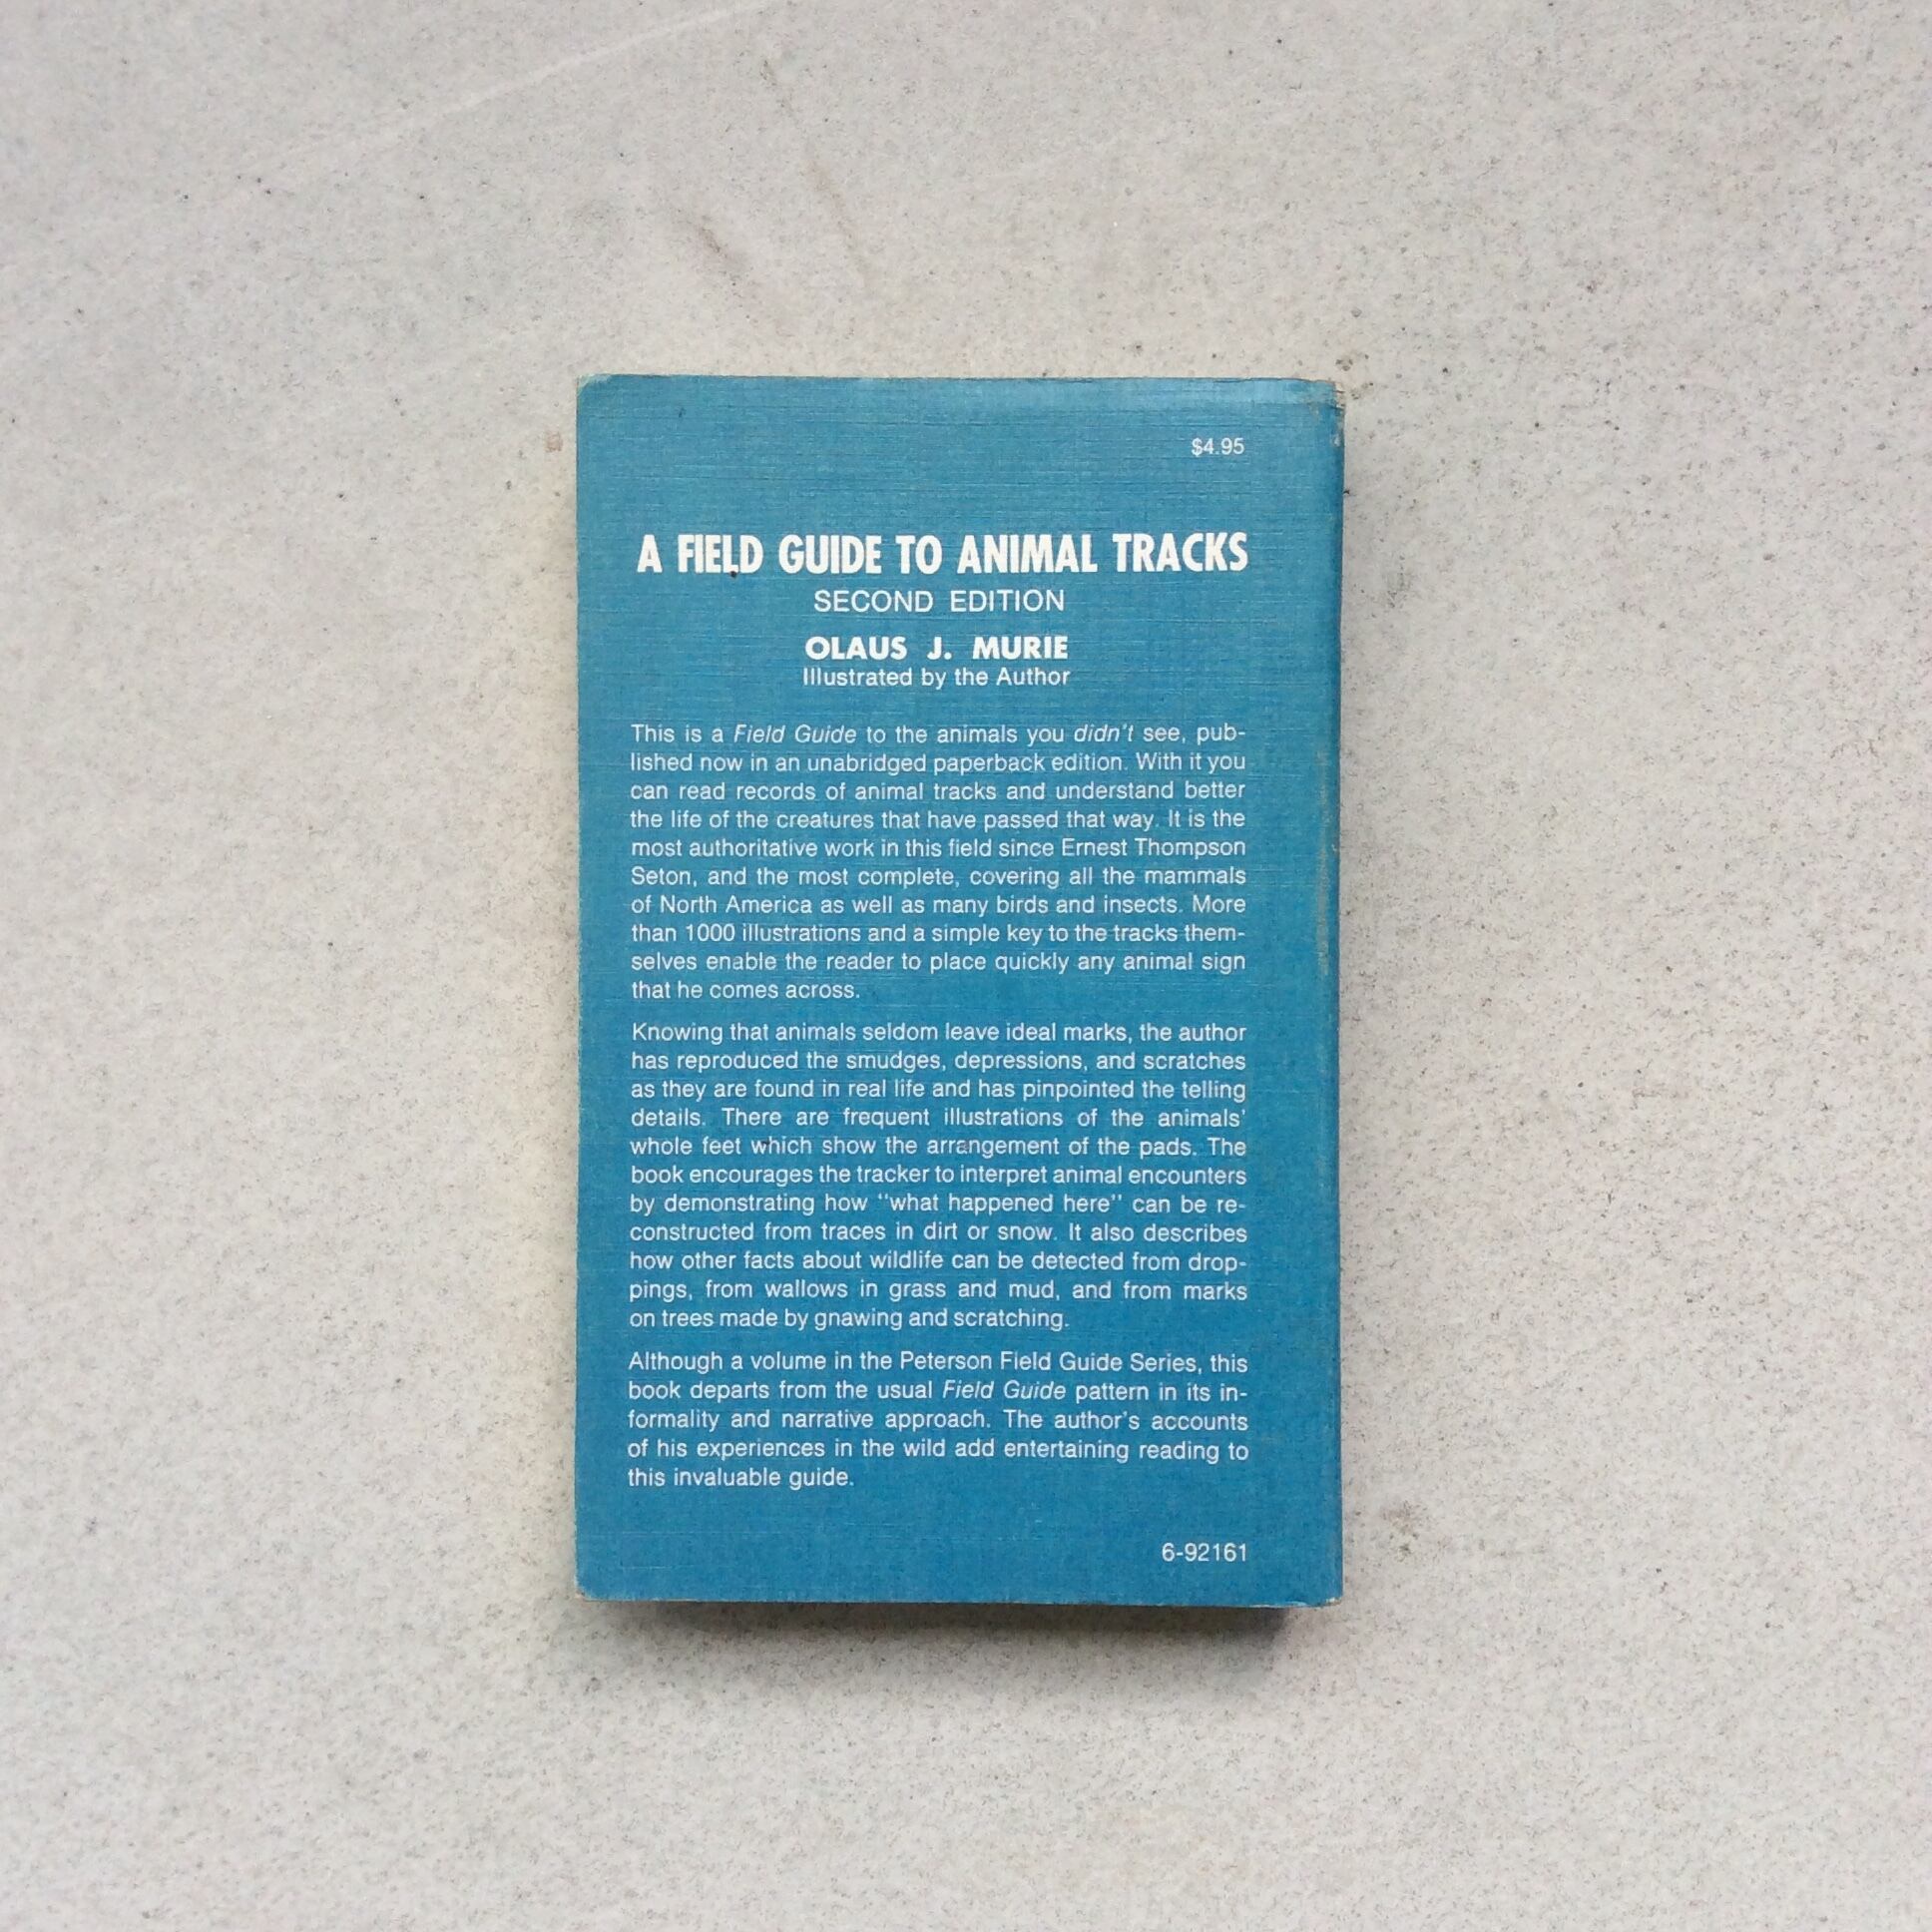 $4.95
A FIELD GUIDE TO ANIMAL TRACKS
SECOND EDITION
OLAUS J. MURIE
Illustrated by the Author
This is a Field Guide to the animals you didn't see, pub-
lished now in an unabridged paperback edition. With it you
can read records of animal tracks and understand better
the life of the creatures that have passed that way. It is the
most authoritative work in this field since Ernest Thompson
Seton, and the most complete, covering all the mammals
of North America as well as many birds and insects. More
than 1000 illustrations and a simple key to the tracks them-
selves enable the reader to place quickly any animal sign
that he comes across.
Knowing that animals seldom leave ideal marks, the author
has reproduced the smudges, depressions, and scratches
as they are found in real life and has pinpointed the telling
details. There are frequent illustrations of the animals'
whole feet which show the arrangement of the pads. The
book encourages the tracker to interpret animal encounters
by demonstrating how "what happened here" can be re-
constructed from traces in dirt or snow. It also describes
how other facts about wildlife can be detected from drop-
pings, from wallows in grass and mud, and from marks
on trees made by gnawing and scratching.
Although a volume in the Peterson Field Guide Series, this
book departs from the usual Field Guide pattern in its in-
formality and narrative approach. The author's accounts
of his experiences in the wild add entertaining reading to
this invaluable guide.
6-92161